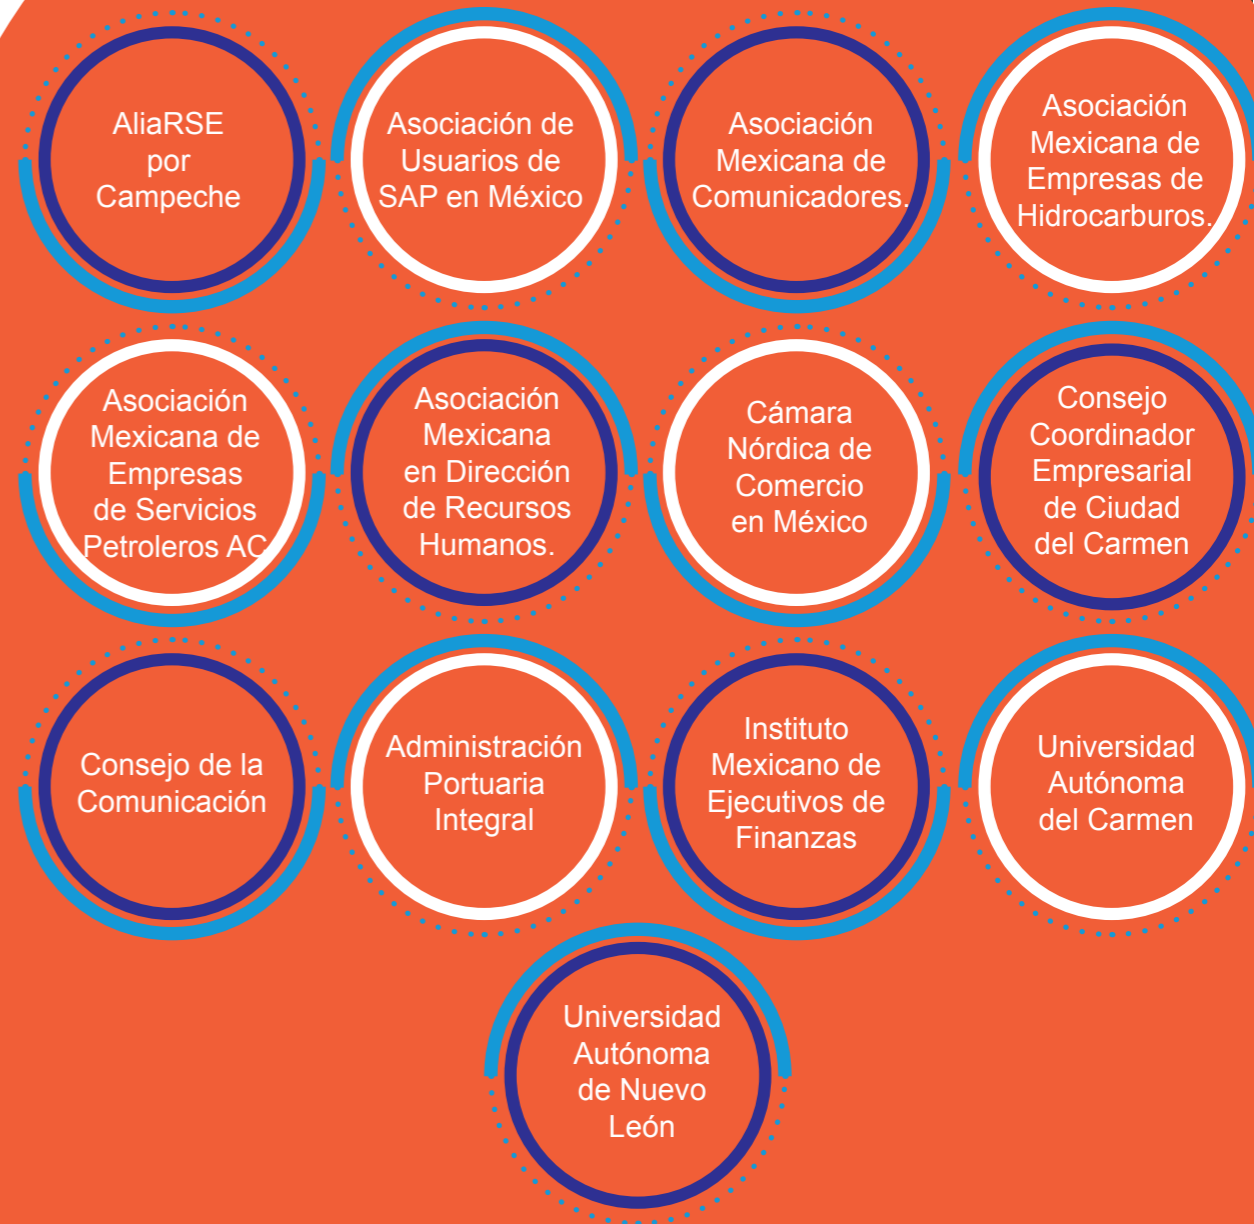 AliaRSE
por
Campeche
Asociación de
Usuarios de
SAP en México
Asociación
Mexicana de
Comunicadores.
Asociación
Mexicana de
Empresas de
Hidrocarburos.
Asociación
Mexicana de
Empresas
de Servicios
Petroleros AC
Asociación
Mexicana
en Dirección
de Recursos
Humanos.
Cámara
Nórdica de
Comercio
en México
Consejo
Coordinador
Empresarial
de Ciudad
del Carmen
Consejo de la
Comunicación
Administración
Portuaria
Integral
Instituto
Mexicano de
Ejecutivos de
Finanzas
Universidad
Autónoma
del Carmen
Universidad
Autónoma
de Nuevo
León